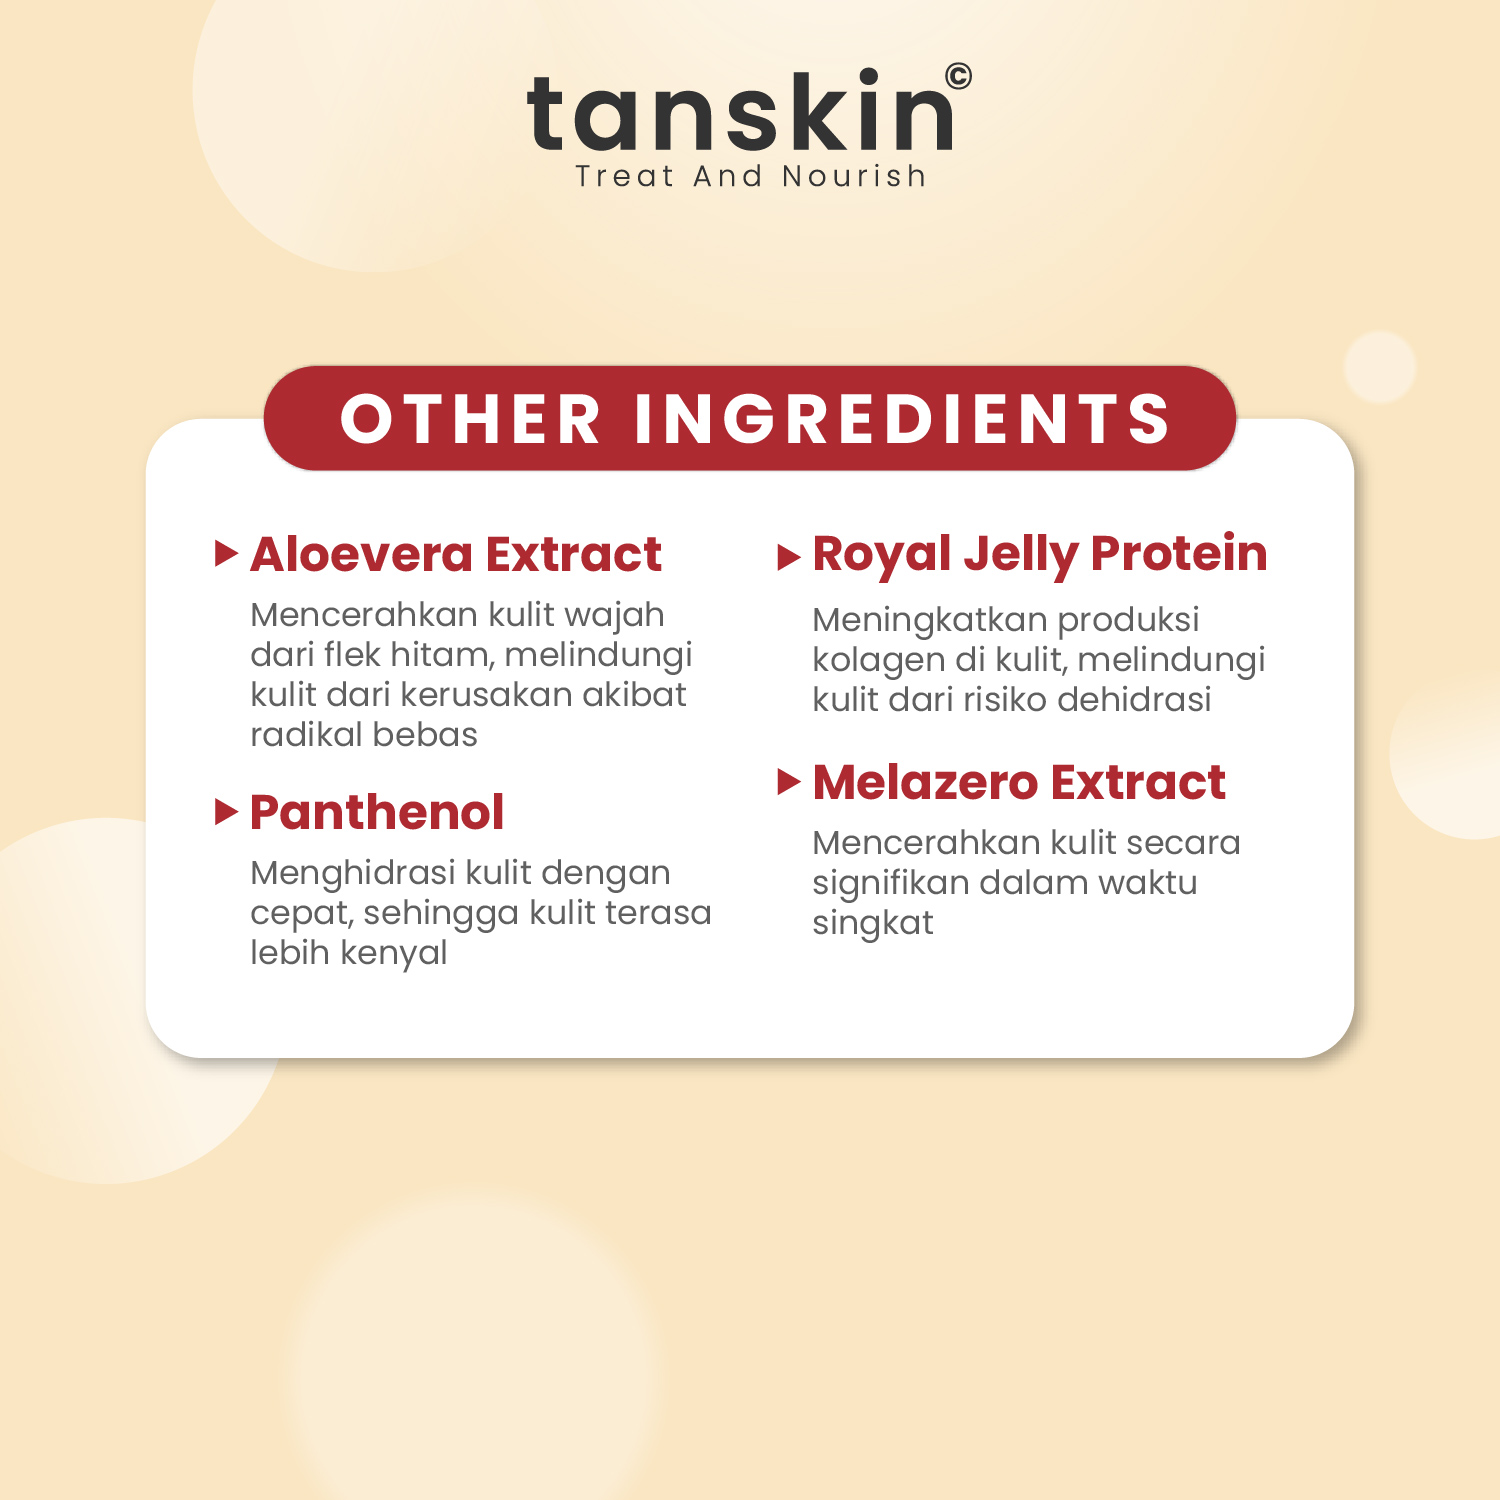 tanskin©
Treat And Nourish
OTHER INGREDIENTS
Aloevera Extract
Mencerahkan kulit wajah
dari flek hitam, melindungi
kulit dari kerusakan akibat
radikal bebas
Panthenol
Menghidrasi kulit dengan
cepat, sehingga kulit terasa
lebih kenyal
Royal Jelly Protein
Meningkatkan produksi
kolagen di kulit, melindungi
kulit dari risiko dehidrasi
Melazero Extract
Mencerahkan kulit secara
signifikan dalam waktu
singkat